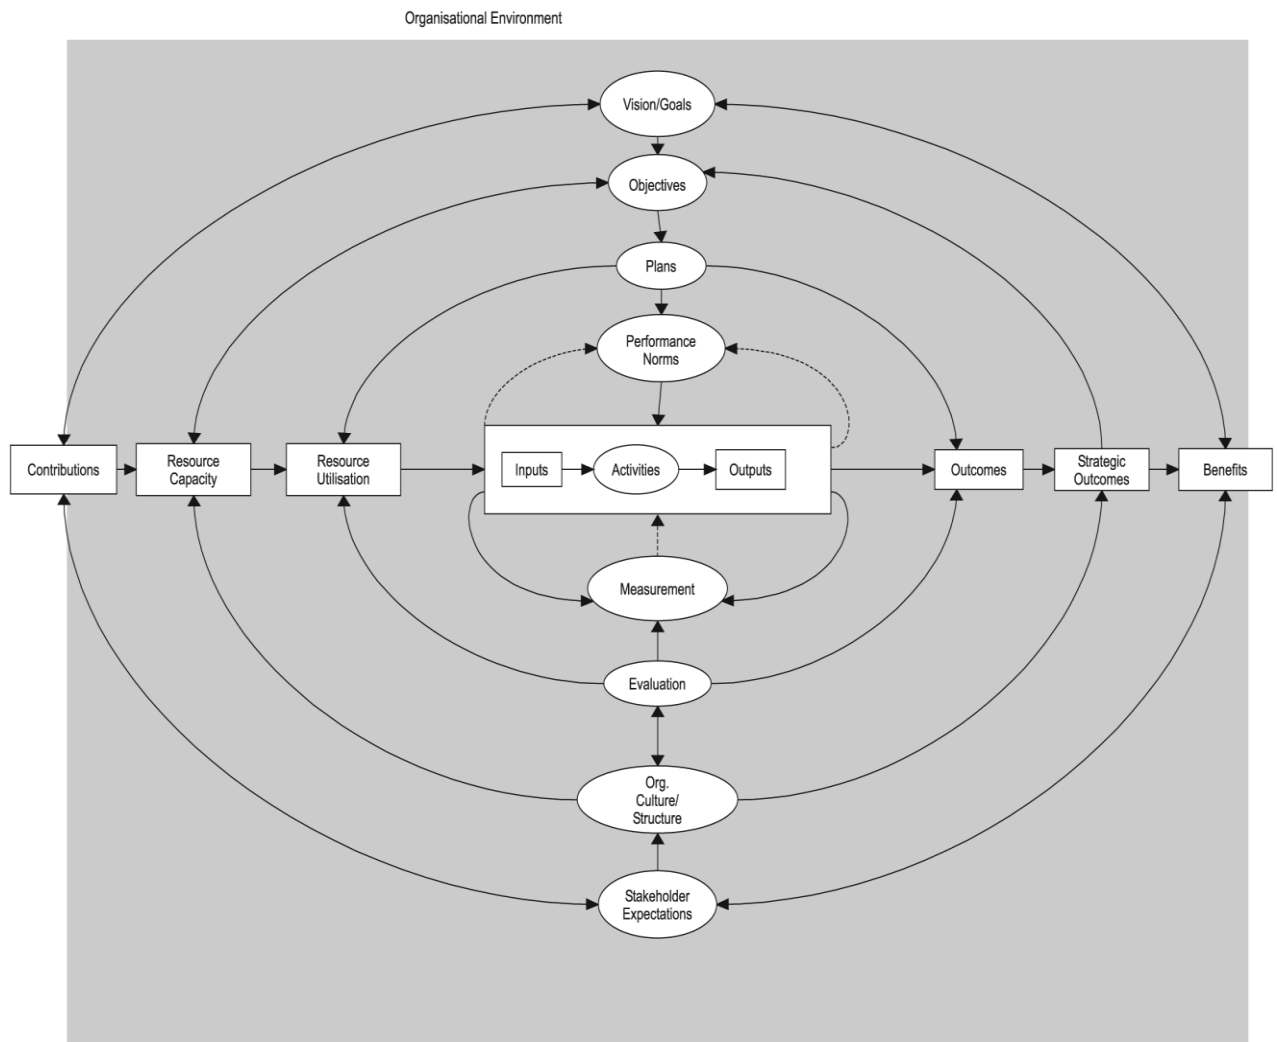 Organisational Environment
Vision/Goals
Objectives
Plans
Performance
Norms
Contributions
Resource
Capacity
Resource
Utilisation
Inputs
Activities
Outputs
Outcomes
Strategic
Outcomes
Benefits
Measurement
Evaluation
Org.
Culture/
Structure
Stakeholder
Expectations